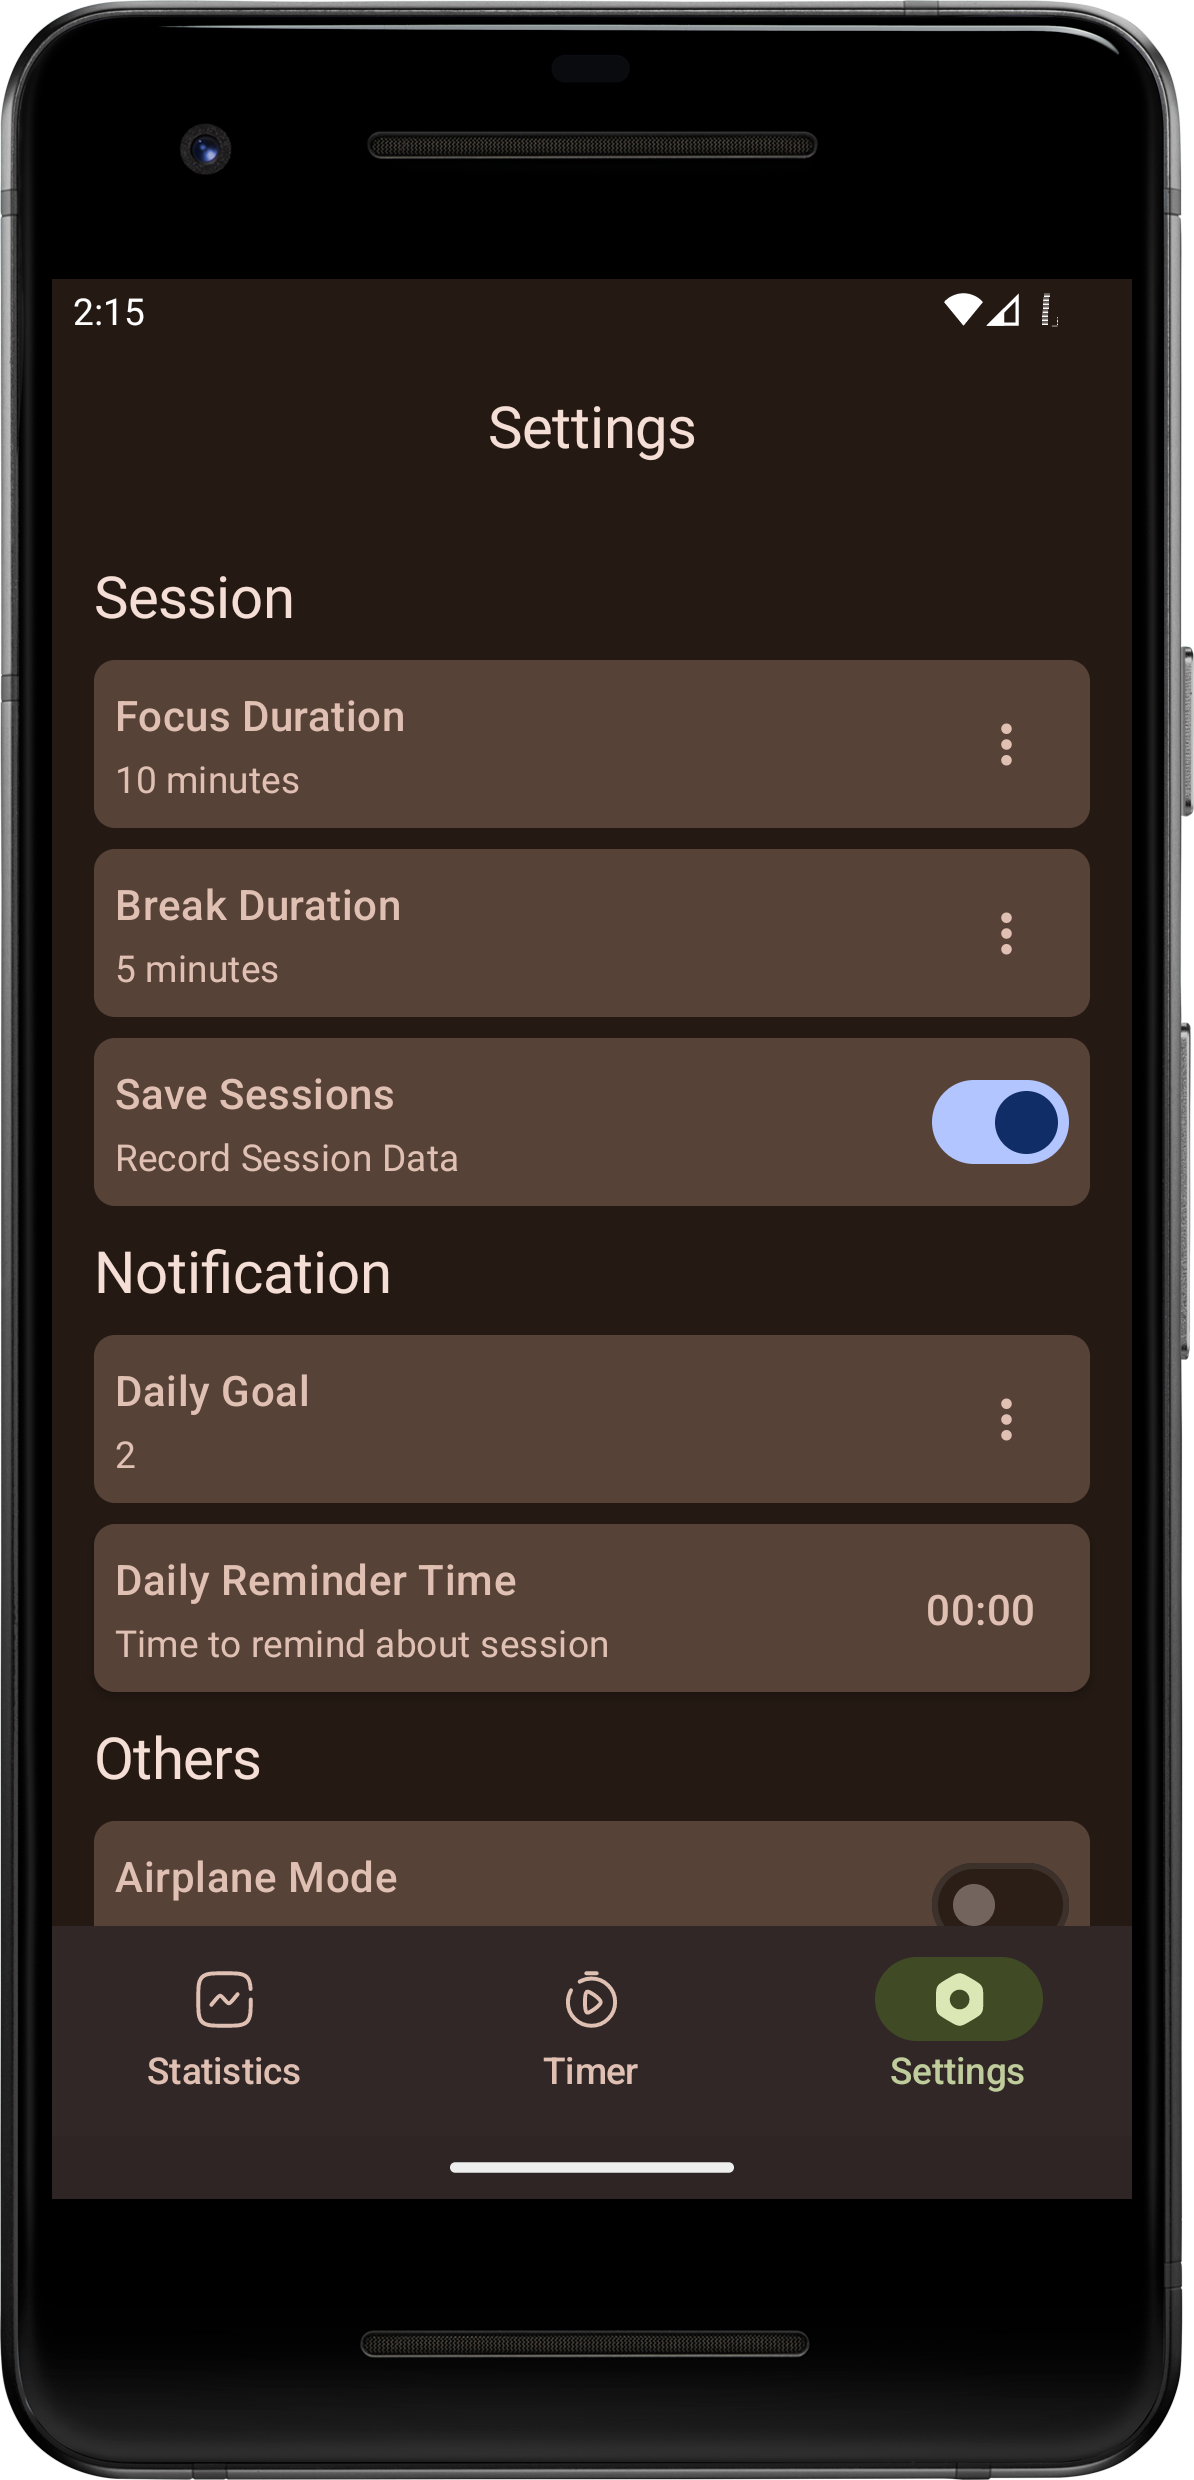 2:15
Settings
Session
Focus Duration
10 minutes
Break Duration
5 minutes
Save Sessions
Record Session Data
Notification
Daily Goal
2
Daily Reminder Time
Time to remind about session
00:00
Others
Airplane Mode
Statistics
Timer
Settings